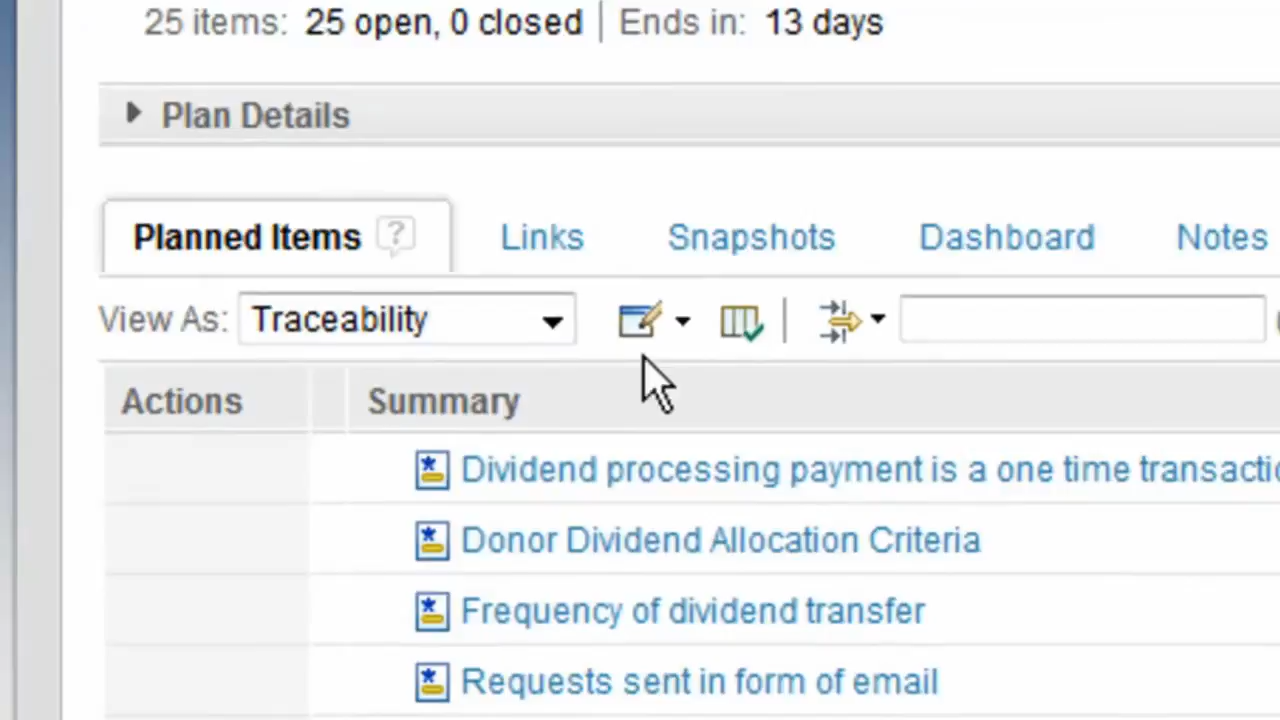 25 items: 25 open, 0 closed | Ends in: 13 days
Plan Details
Planned Items ? Links Snapshots Dashboard Notes
View As: Traceability
Actions Summary
Dividend processing payment is a one time
Donor Dividend Allocation Criteria
Frequency of dividend transfer
Requests sent in form of email